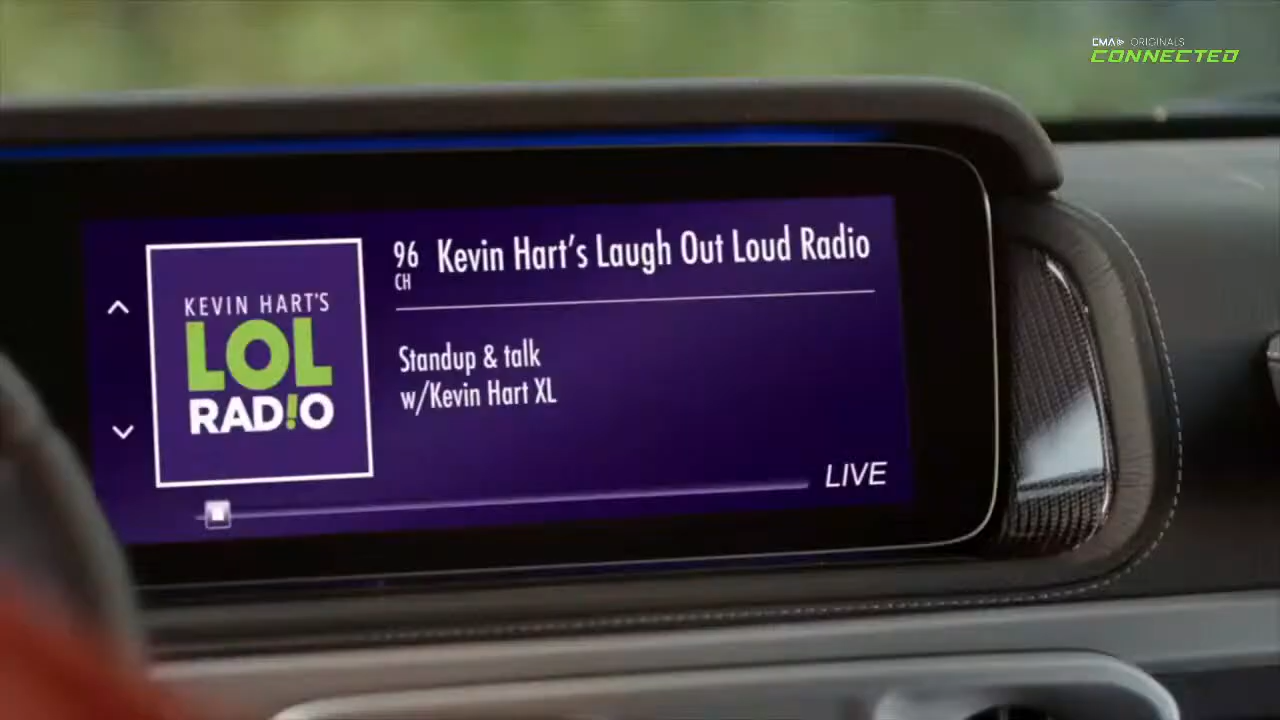 CMA ORIGINALS
CONNECTED
96 Kevin Hart's Laugh Out Loud Radio
CH
KEVIN HART'S
LOL
RAD!O
Standup & talk
w/Kevin Hart XL
LIVE